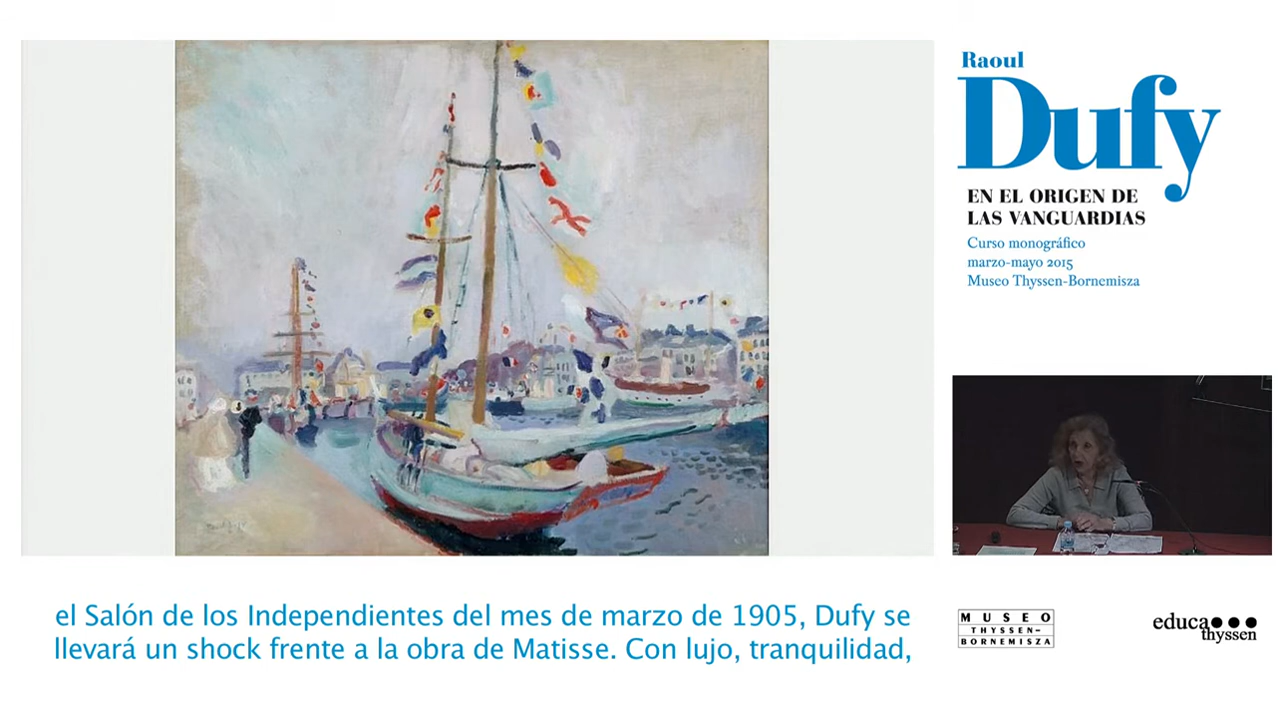 Raoul
Dufy
EN EL ORIGEN DE
LAS VANGUARDIAS
Curso monográfico
marzo-mayo 2015
Museo Thyssen-Bornemisza
el Salón de los Independientes del mes de marzo de 1905, Dufy se
llevará un shock frente a la obra de Matisse. Con lujo, tranquilidad,
MUSEO
THYSSEN-
BORNEMISZA
educa
thyssen